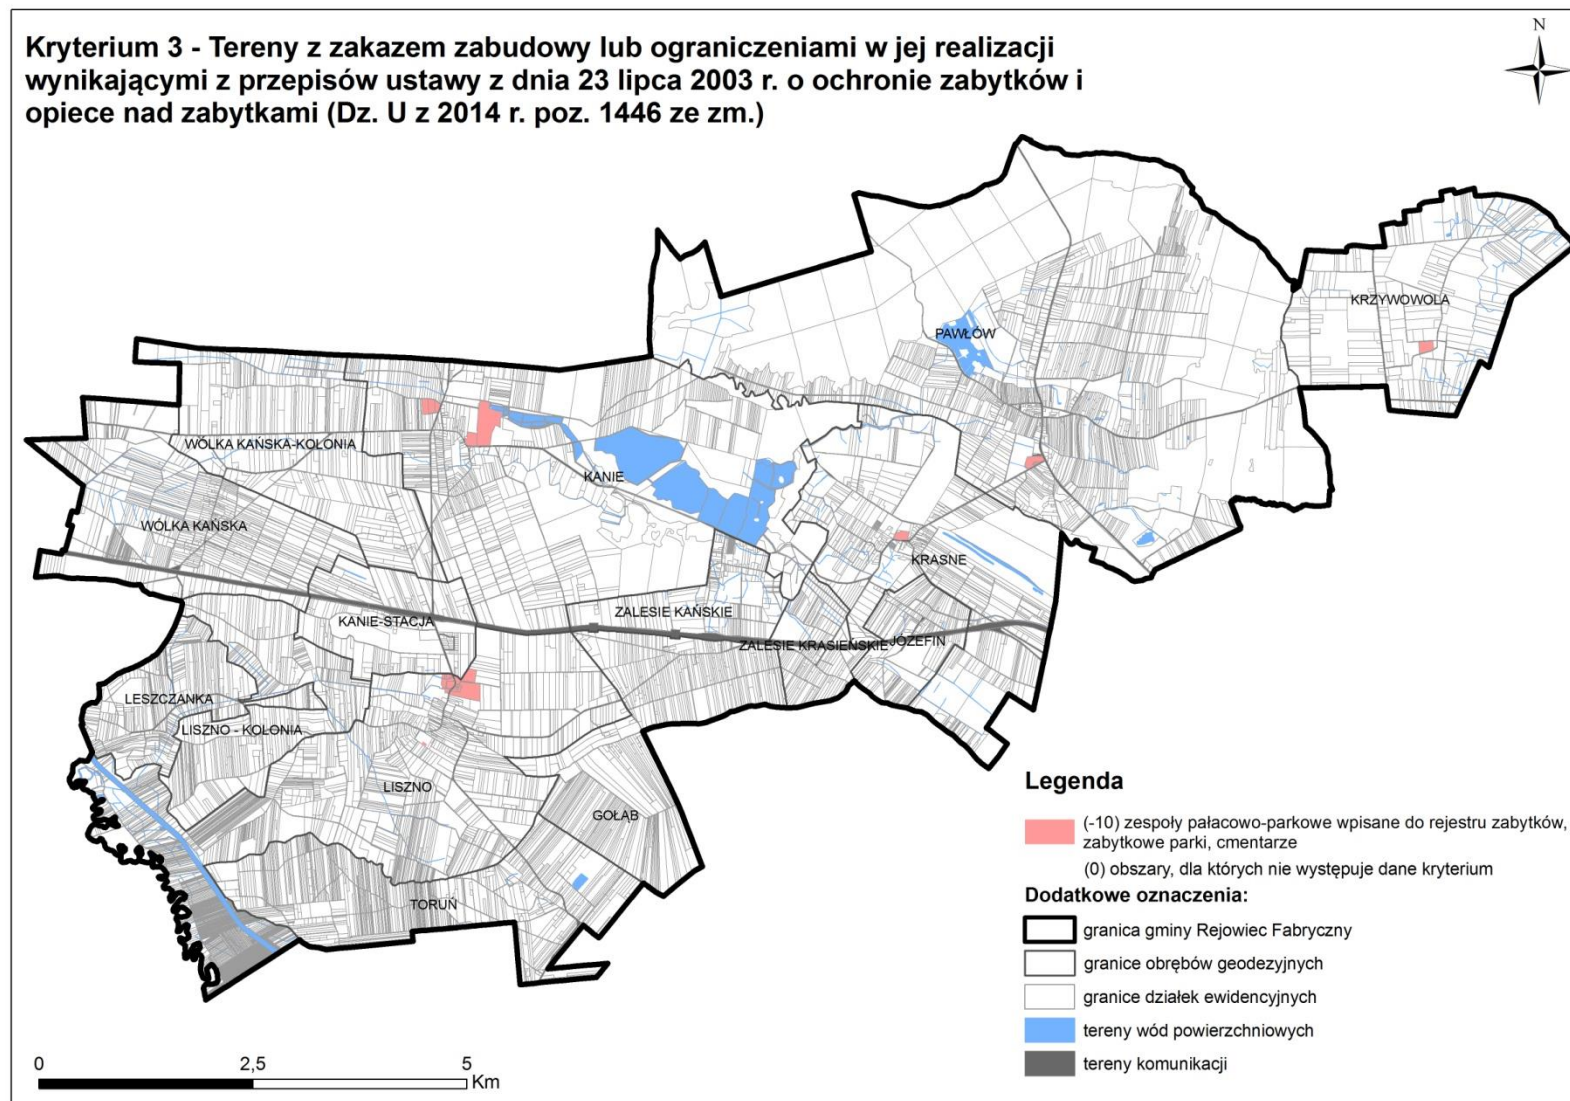 Kryterium 3 - Tereny z zakazem zabudowy lub ograniczeniami w jej realizacji
wynikającymi z przepisów ustawy z dnia 23 lipca 2003 r. o ochronie zabytków i
opiece nad zabytkami (Dz. U z 2014 r. poz. 1446 ze zm.)
N
KRZYWOWOLA
PAWŁÓW
WÓLKA KAŃSKA-KOLONIA
KANIE
WÓLKA KAŃSKA
KRASNE
ZALESIE KAŃSKIE
KANIE-STACJA
ZALESIE KRASIEŃSKIE
JÓZEFIN
LESZCZANKA
LISZNO - KOLONIA
LISZNO
GOŁĄB
TORUŃ
Legenda
(-10) zespoły pałacowo-parkowe wpisane do rejestru zabytków,
zabytkowe parki, cmentarze
(0) obszary, dla których nie występuje dane kryterium
Dodatkowe oznaczenia:
granica gminy Rejowiec Fabryczny
granice obrębów geodezyjnych
granice działek ewidencyjnych
tereny wód powierzchniowych
tereny komunikacji
0 2,5 5
Km